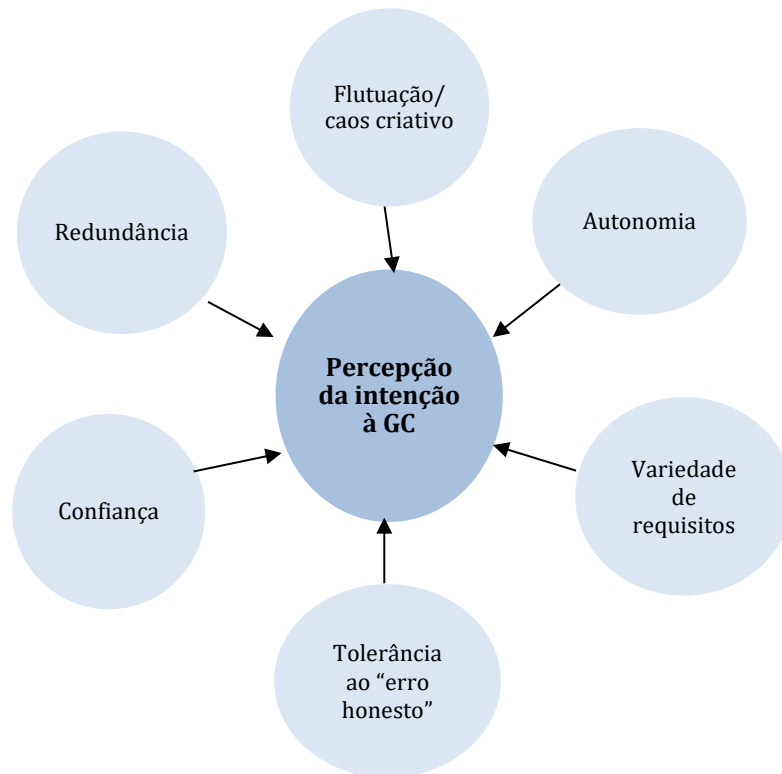 Flutuação/
caos criativo
Redundância
Autonomia
Percepção
da intenção
à GC
Confiança
Variedade
de
requisitos
Tolerância
ao “erro
honesto”